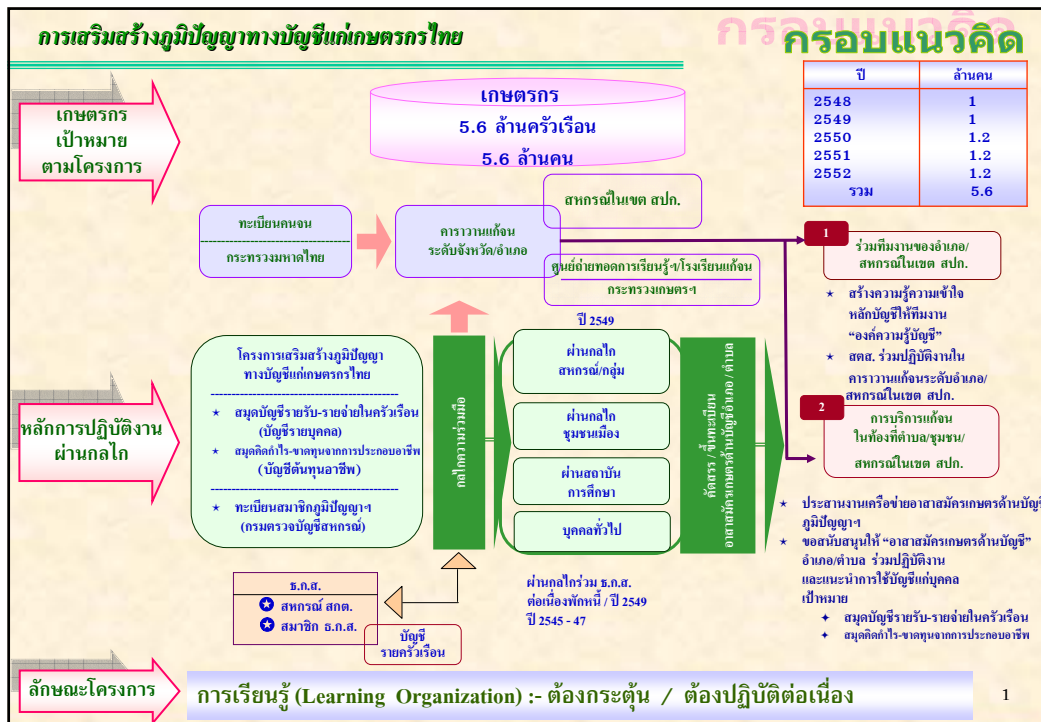 การเสริมสร้างภูมิปัญญาทางบัญชีแก่เกษตรกรไทย
กรอบแนวคิด
ปี ล้านคน
2548 1
2549 1
2550 1.2
2551 1.2
2552 1.2
รวม 5.6
เกษตรกร
เป้าหมาย
ตามโครงการ
เกษตรกร
5.6 ล้านครัวเรือน
5.6 ล้านคน
ทะเบียนคนจน
กระทรวงมหาดไทย
คาราวานแก้จน
ระดับจังหวัด/อำเภอ
สหกรณ์ในเขต สปก.
ศูนย์ถ่ายทอดการเรียนรู้ฯ/โรงเรียนแก้จน
กระทรวงเกษตรฯ
1
ร่วมทีมงานของอำเภอ/
สหกรณ์ในเขต สปก.
★ สร้างความรู้ความเข้าใจ
หลักบัญชีให้ทีมงาน
“องค์ความรู้บัญชี”
★ สตส. ร่วมปฏิบัติงานใน
คาราวานแก้จนระดับอำเภอ/
สหกรณ์ในเขต สปก.
2
การบริการแก้จน
ในท้องที่ตำบล/ชุมชน/
สหกรณ์ในเขต สปก.
★ ประสานงานเครือข่ายอาสาสมัครเกษตรด้านบัญชี
ภูมิปัญญาฯ
★ ขอสนับสนุนให้ “อาสาสมัครเกษตรด้านบัญชี”
อำเภอ/ตำบล ร่วมปฏิบัติงาน
และแนะนำการใช้บัญชีแก่บุคคล
เป้าหมาย
✦ สมุดบัญชีรายรับ-รายจ่ายในครัวเรือน
✦ สมุดคิดกำไร-ขาดทุนจากการประกอบอาชีพ
หลักการปฏิบัติงาน
ผ่านกลไก
โครงการเสริมสร้างภูมิปัญญา
ทางบัญชีแก่เกษตรกรไทย
★ สมุดบัญชีรายรับ-รายจ่ายในครัวเรือน
(บัญชีรายบุคคล)
★ สมุดคิดกำไร-ขาดทุนจากการประกอบอาชีพ
(บัญชีต้นทุนอาชีพ)
★ ทะเบียนสมาชิกภูมิปัญญาฯ
(กรมตรวจบัญชีสหกรณ์)
กลไกความร่วมมือ
ปี 2549
ผ่านกลไก
สหกรณ์/กลุ่ม
ผ่านกลไก
ชุมชนเมือง
ผ่านสถาบัน
การศึกษา
บุคคลทั่วไป
คัดสรร / ขึ้นทะเบียน
อาสาสมัครเกษตรด้านบัญชีอำเภอ / ตำบล
ธ.ก.ส.
✪ สหกรณ์ สกต.
✪ สมาชิก ธ.ก.ส.
บัญชี
รายครัวเรือน
ผ่านกลไกร่วม ธ.ก.ส.
ต่อเนื่องพักหนี้ / ปี 2549
ปี 2545 - 47
ลักษณะโครงการ
การเรียนรู้ (Learning Organization) :- ต้องกระตุ้น / ต้องปฏิบัติต่อเนื่อง
1